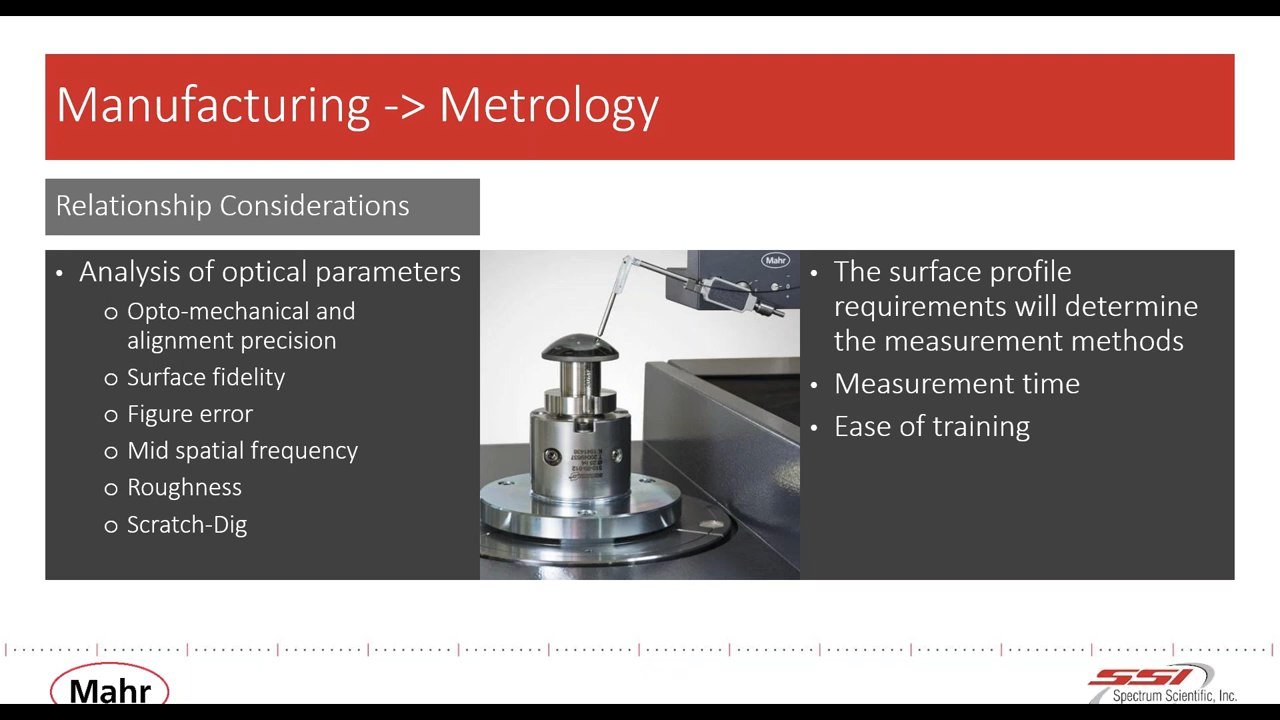 Manufacturing -> Metrology
Relationship Considerations
• Analysis of optical parameters
o Opto-mechanical and
alignment precision
o Surface fidelity
o Figure error
o Mid spatial frequency
o Roughness
o Scratch-Dig
Mahr
• The surface profile
requirements will determine
the measurement methods
• Measurement time
• Ease of training
Mahr
SSI
Spectrum Scientific, Inc.